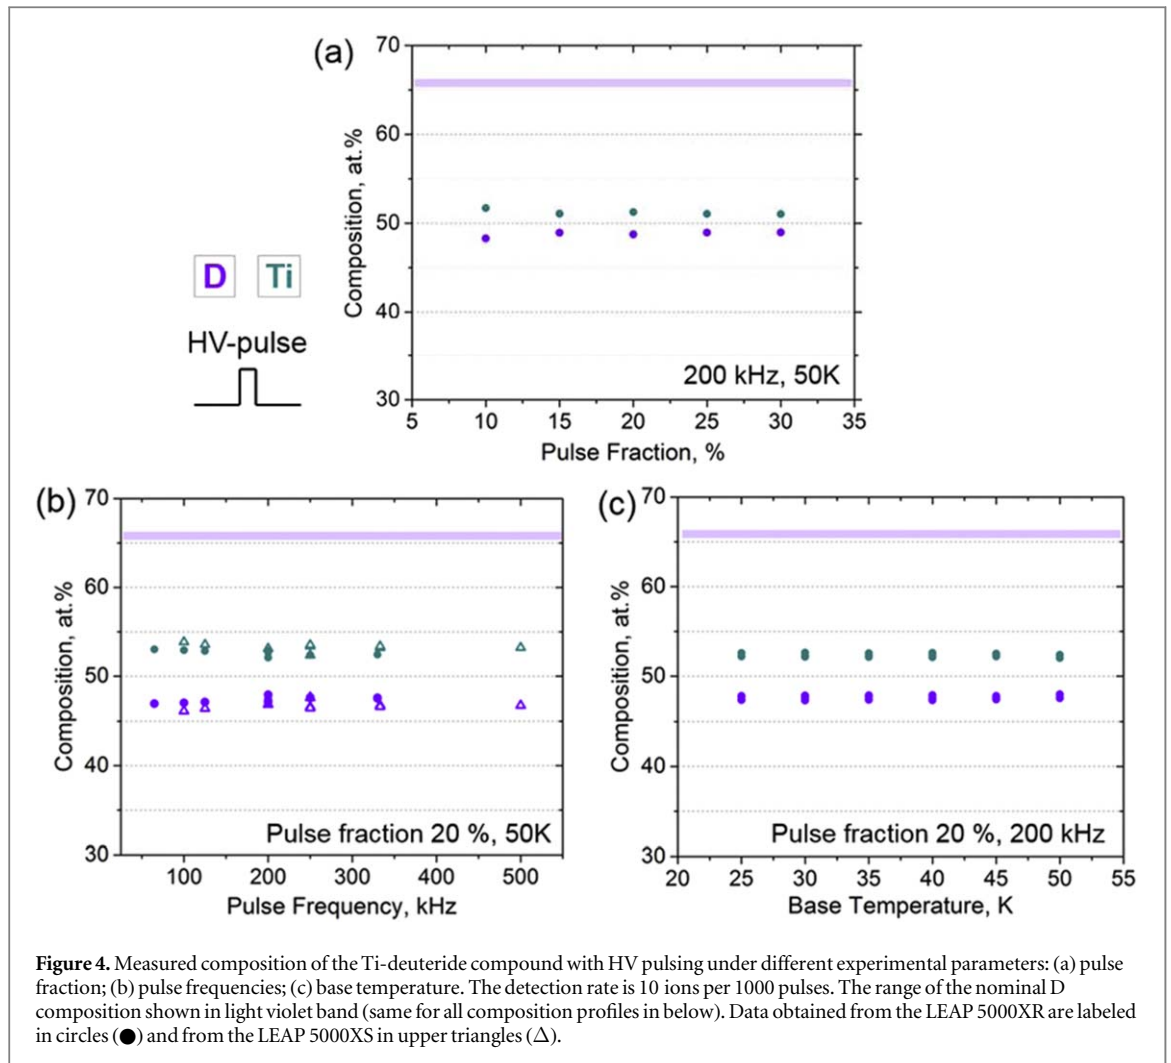 (a)
70
60
50
40
30
Composition, at.%
200 kHz, 50K
5 10 15 20 25 30 35
Pulse Fraction, %
D Ti
HV-pulse
(b)
70
60
50
40
30
Composition, at.%
Pulse fraction 20 %, 50K
100 200 300 400 500
Pulse Frequency, kHz
(c)
70
60
50
40
30
Composition, at.%
Pulse fraction 20 %, 200 kHz
20 25 30 35 40 45 50 55
Base Temperature, K
Figure 4. Measured composition of the Ti-deuteride compound with HV pulsing under different experimental parameters: (a) pulse
fraction; (b) pulse frequencies; (c) base temperature. The detection rate is 10 ions per 1000 pulses. The range of the nominal D
composition shown in light violet band (same for all composition profiles in below). Data obtained from the LEAP 5000XR are labeled
in circles (●) and from the LEAP 5000XS in upper triangles (△).